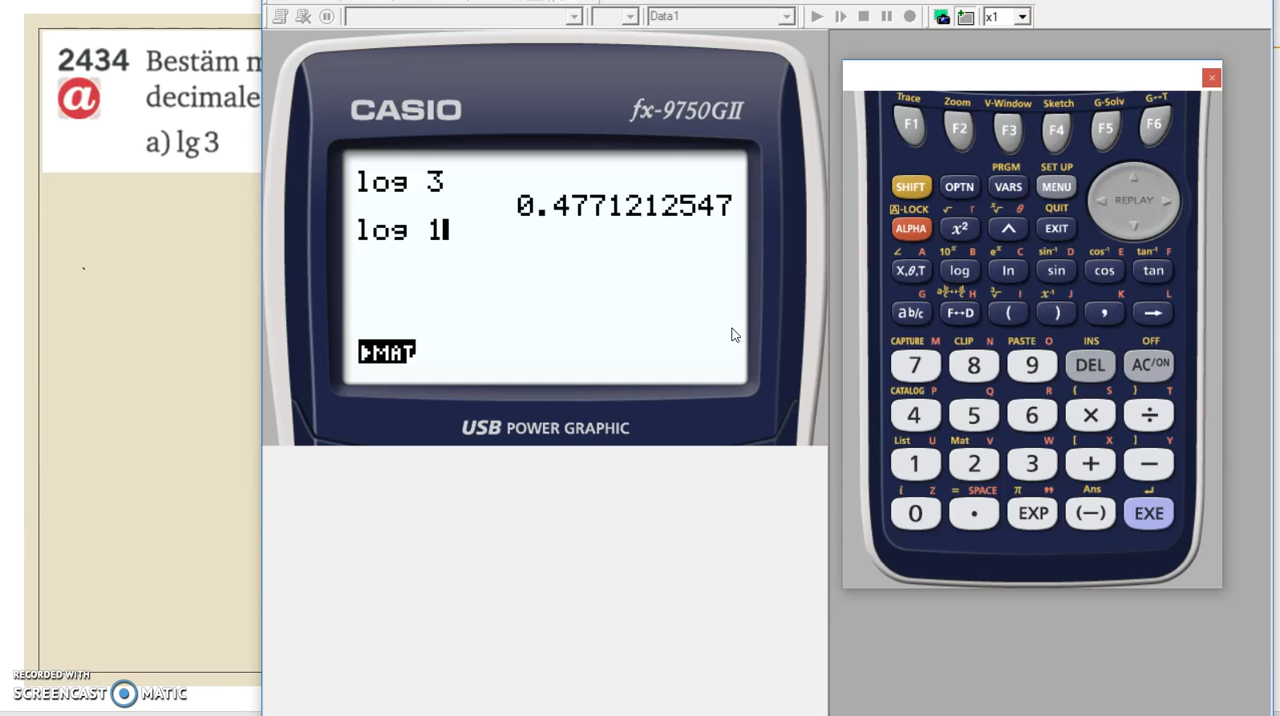 2434 Bestäm m
decimale
a
a) lg 3
RECORDED WITH
SCREENCAST MATIC
Data1
x1
CASIO fx-9750GII
log 3
0.4771212547
log 1
▶MAT
USB POWER GRAPHIC
Trace Zoom V-Window Sketch G-Solv G↔T
F1 F2 F3 F4 F5 F6
PRGM SET UP
SHIFT OPTN VARS MENU
REPLAY
A-LOCK √ r ˣ√ θ QUIT
ALPHA x² ^ EXIT
∠ A 10ˣ B eˣ C sin⁻¹ D cos⁻¹ E tan⁻¹ F
X,θ,T log ln sin cos tan
G H ³√ I x⁻¹ J K L
ab/c F↔D ( ) , →
CAPTURE M CLIP N PASTE O INS OFF
7 8 9 DEL AC/ON
CATALOG P Q R { S } T
4 5 6 × ÷
List U Mat V W [ X ] Y
1 2 3 + −
i Z = SPACE π " Ans ↵
0 • EXP (−) EXE